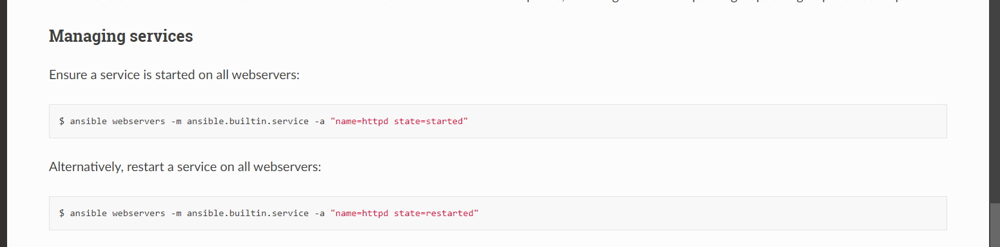 Managing services
Ensure a service is started on all webservers:
$ ansible webservers -m ansible.builtin.service -a "name=httpd state=started"
Alternatively, restart a service on all webservers:
$ ansible webservers -m ansible.builtin.service -a "name=httpd state=restarted"